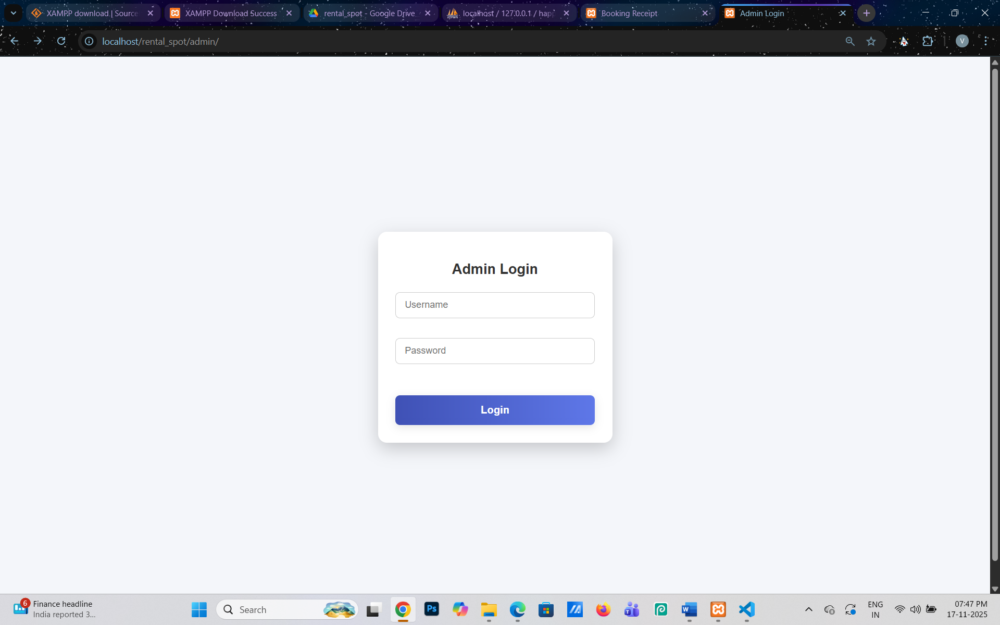 XAMPP download | Source
XAMPP Download Success
rental_spot - Google Drive
localhost / 127.0.0.1 / happ
Booking Receipt
Admin Login
localhost/rental_spot/admin/
V
Admin Login
Username
Password
Login
6
Finance headline
India reported 3...
Search
Ps
W
T
ENG
IN
07:47 PM
17-11-2025